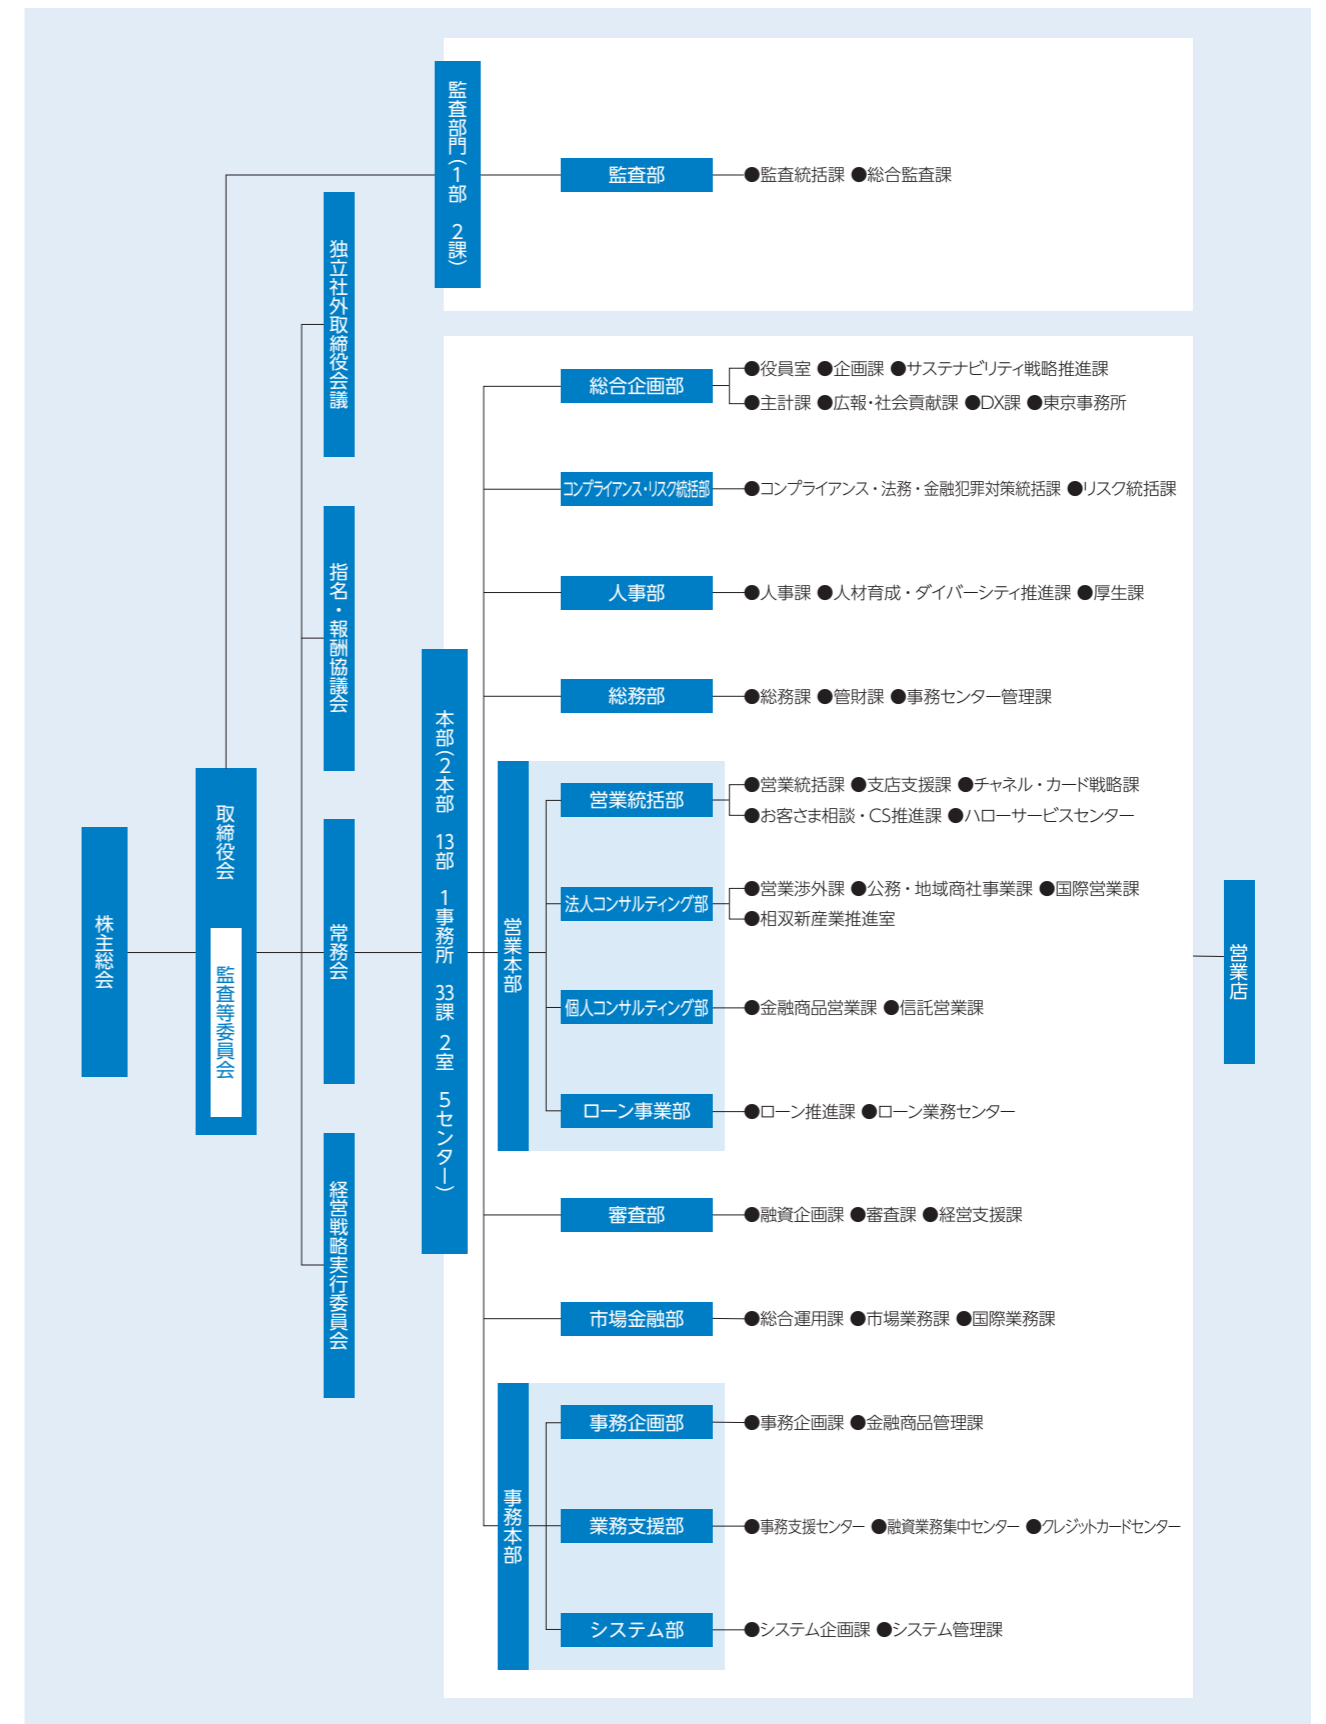 株主総会
取締役会
監査等委員会
独立社外取締役会議
指名・報酬協議会
常務会
経営戦略実行委員会
監査部門(1部 2課)
監査部
●監査統括課 ●総合監査課
本部(2本部 13部 1事務所 33課 2室 5センター)
総合企画部
●役員室 ●企画課 ●サステナビリティ戦略推進課
●主計課 ●広報・社会貢献課 ●DX課 ●東京事務所
コンプライアンス・リスク統括部
●コンプライアンス・法務・金融犯罪対策統括課 ●リスク統括課
人事部
●人事課 ●人材育成・ダイバーシティ推進課 ●厚生課
総務部
●総務課 ●管財課 ●事務センター管理課
営業本部
営業統括部
●営業統括課 ●支店支援課 ●チャネル・カード戦略課
●お客さま相談・CS推進課 ●ハローサービスセンター
法人コンサルティング部
●営業渉外課 ●公務・地域商社事業課 ●国際営業課
●相双新産業推進室
個人コンサルティング部
●金融商品営業課 ●信託営業課
ローン事業部
●ローン推進課 ●ローン業務センター
審査部
●融資企画課 ●審査課 ●経営支援課
市場金融部
●総合運用課 ●市場業務課 ●国際業務課
事務本部
事務企画部
●事務企画課 ●金融商品管理課
業務支援部
●事務支援センター ●融資業務集中センター ●クレジットカードセンター
システム部
●システム企画課 ●システム管理課
営業店